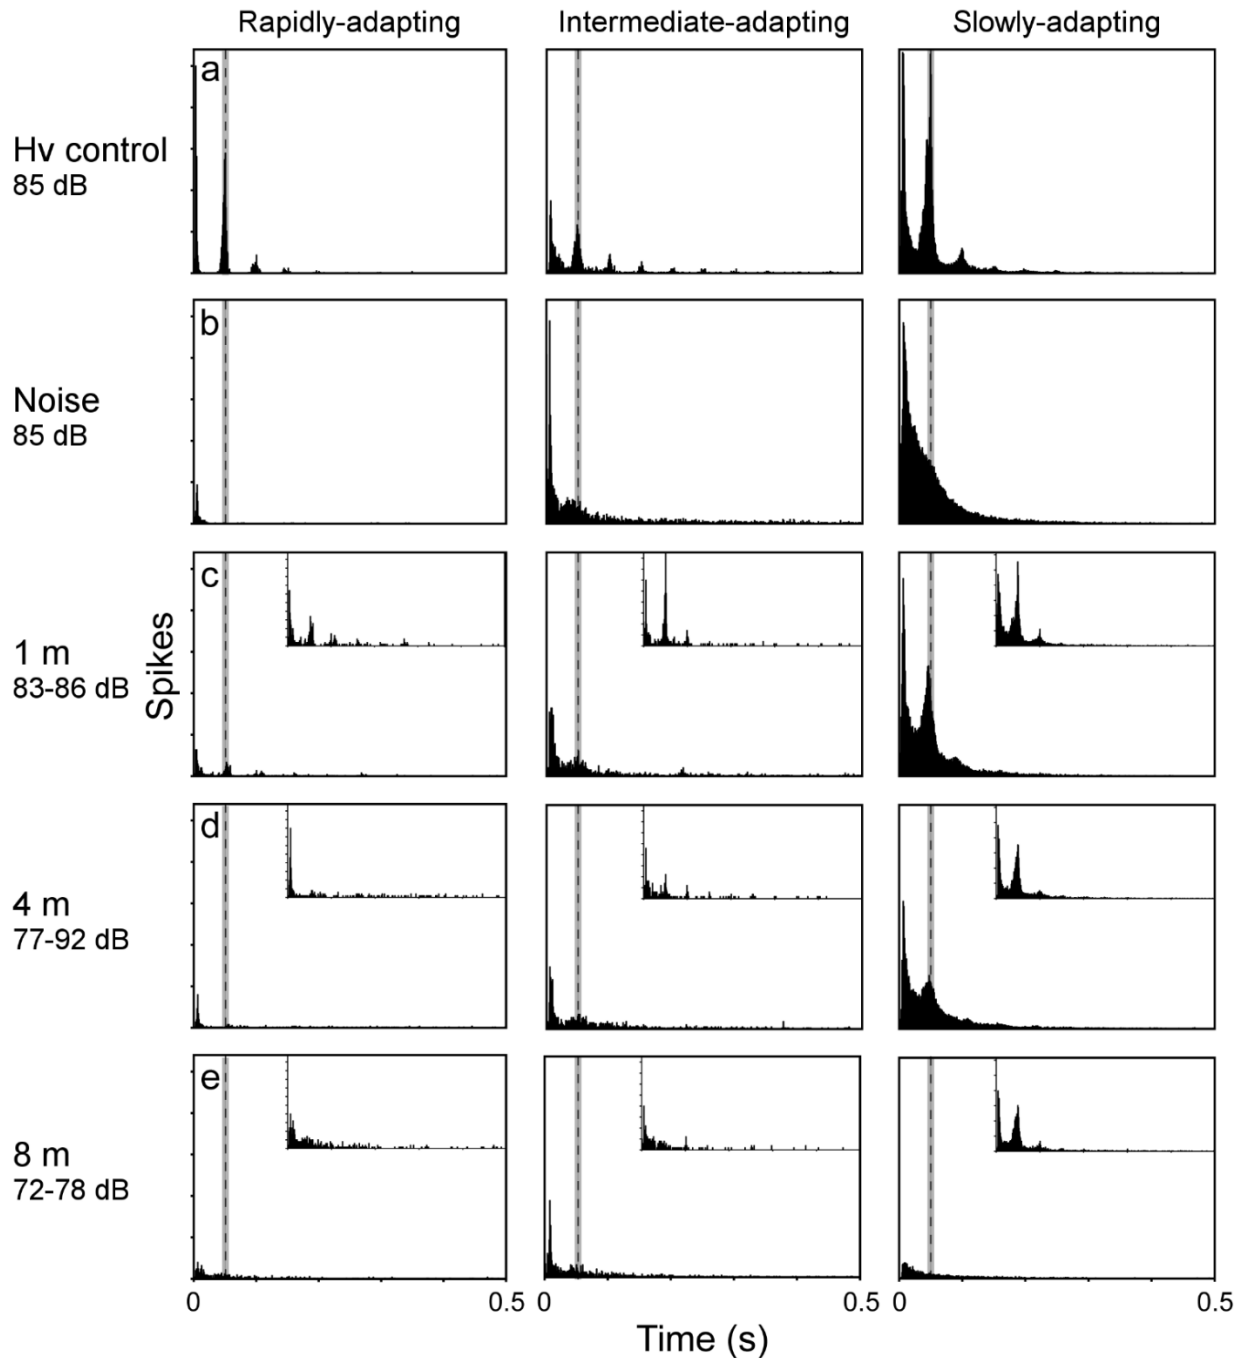 Rapidly-adapting Intermediate-adapting Slowly-adapting
a
Hv control
85 dB
b
Noise
85 dB
c
1 m
83-86 dB
Spikes
d
4 m
77-92 dB
e
8 m
72-78 dB
0 0.5 0 0.5 0 0.5
Time (s)